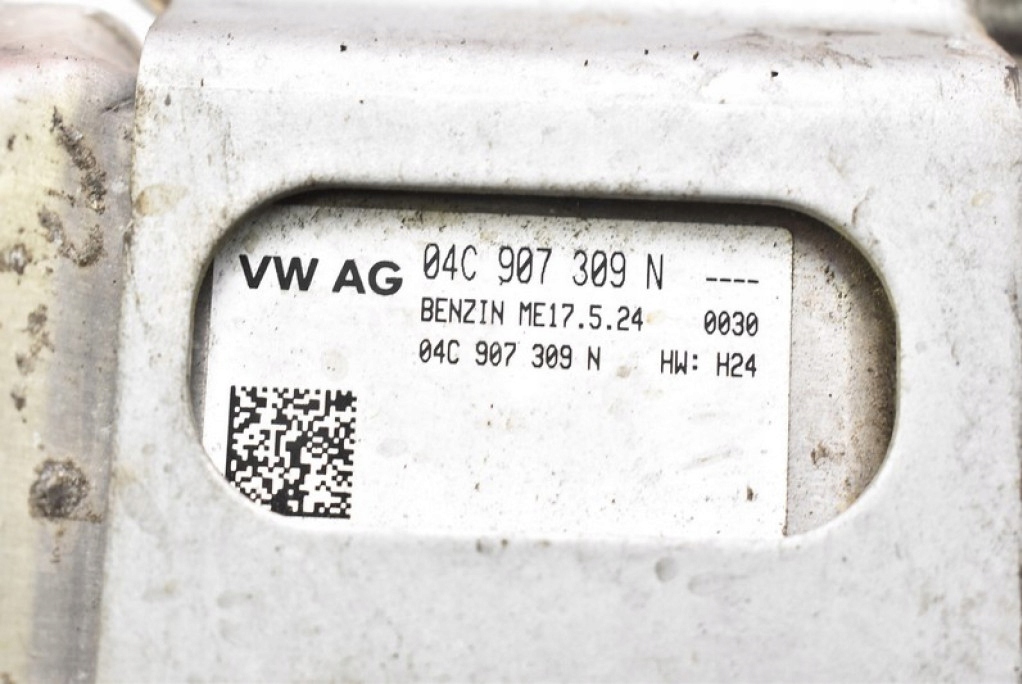 VW AG 04C 907 309 N ----
BENZIN ME17.5.24 0030
04C 907 309 N HW: H24